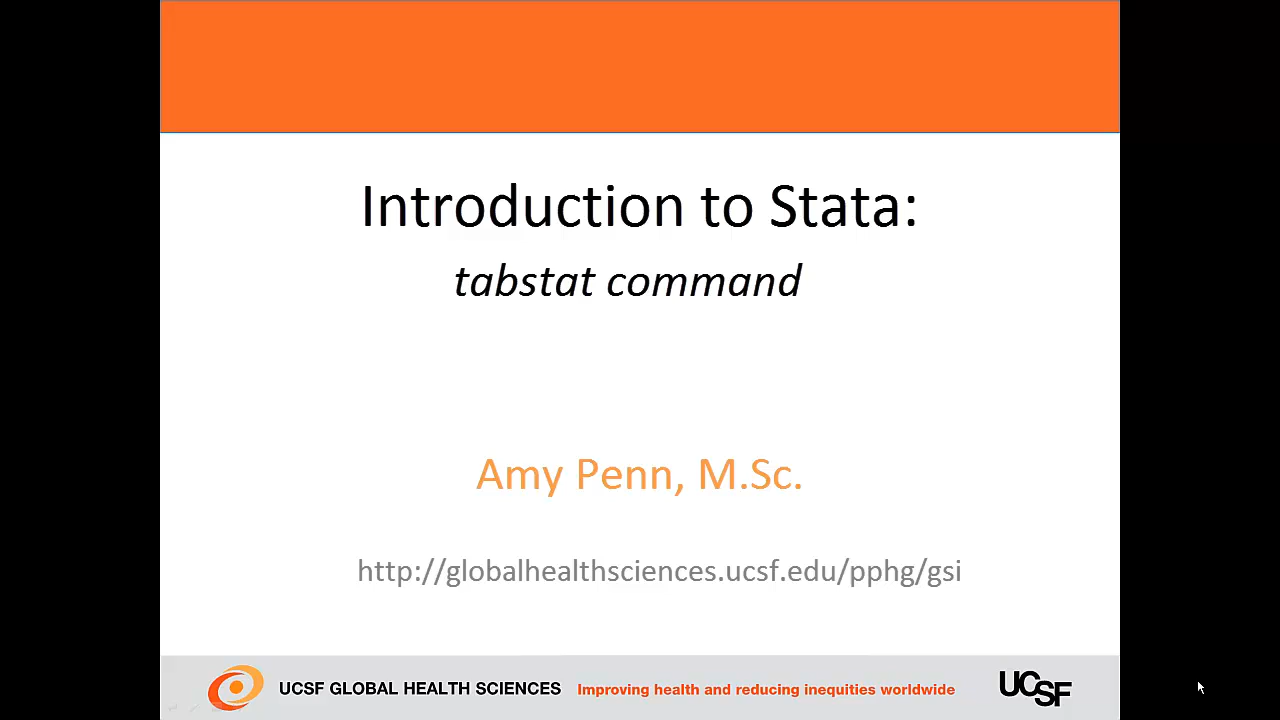 Introduction to Stata:
tabstat command
Amy Penn, M.Sc.
http://globalhealthsciences.ucsf.edu/pphg/gsi
UCSF GLOBAL HEALTH SCIENCES Improving health and reducing inequities worldwide UCSF